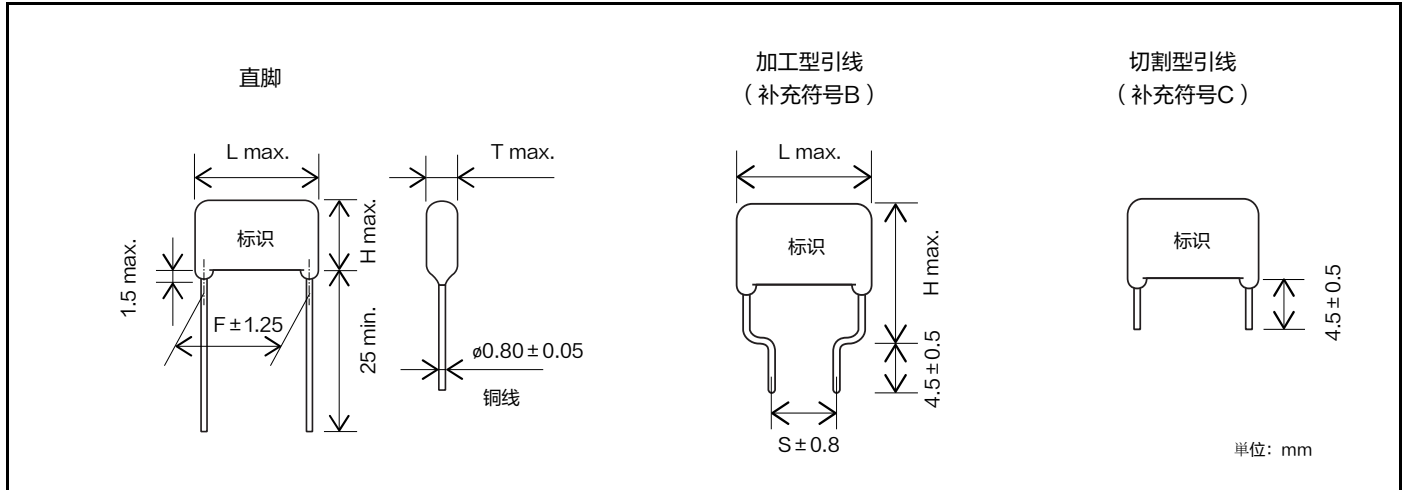 直脚
加工型引线
（补充符号B）
切割型引线
（补充符号C）
L max.
T max.
标识
H max.
1.5 max.
F±1.25
25 min.
ø0.80±0.05
铜线
L max.
标识
H max.
4.5±0.5
S±0.8
标识
4.5±0.5
単位：mm